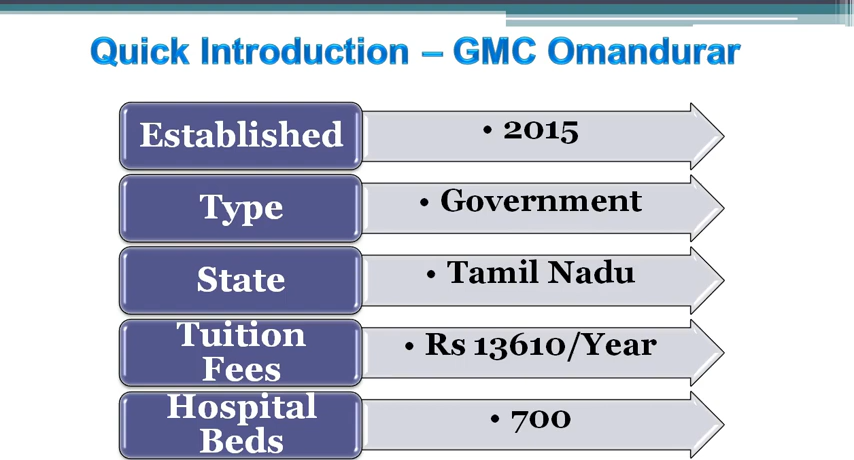 Quick Introduction – GMC Omandurar
Established
• 2015
Type
• Government
State
• Tamil Nadu
Tuition
Fees
• Rs 13610/Year
Hospital
Beds
• 700